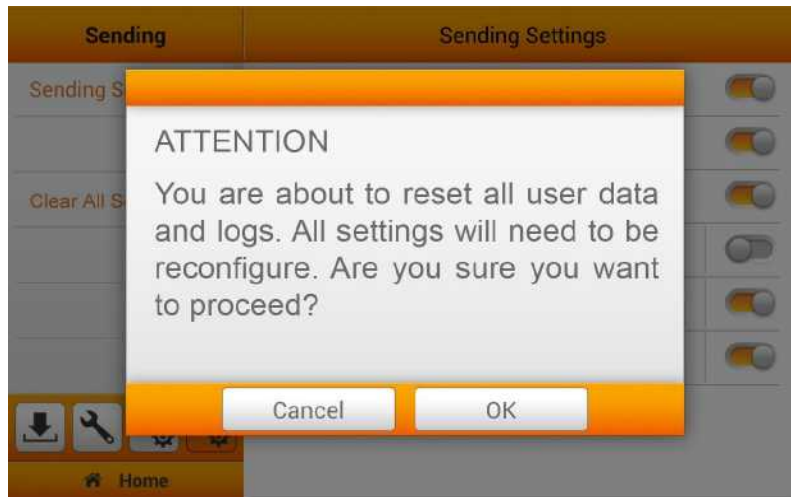 Sending
Sending Settings
Sending S
Clear All S
ATTENTION
You are about to reset all user data
and logs. All settings will need to be
reconfigure. Are you sure you want
to proceed?
Cancel
OK
Home